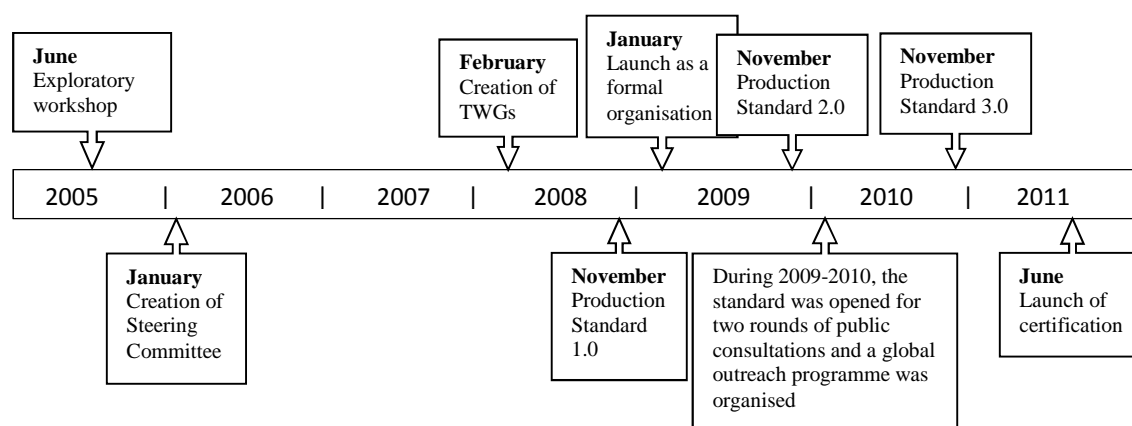 June
Exploratory
workshop
February
Creation of
TWGs
January
Launch as a
formal
organisation
November
Production
Standard 2.0
November
Production
Standard 3.0
2005 | 2006 | 2007 | 2008 | 2009 | 2010 | 2011
January
Creation of
Steering
Committee
November
Production
Standard
1.0
During 2009-2010, the
standard was opened for
two rounds of public
consultations and a global
outreach programme was
organised
June
Launch of
certification